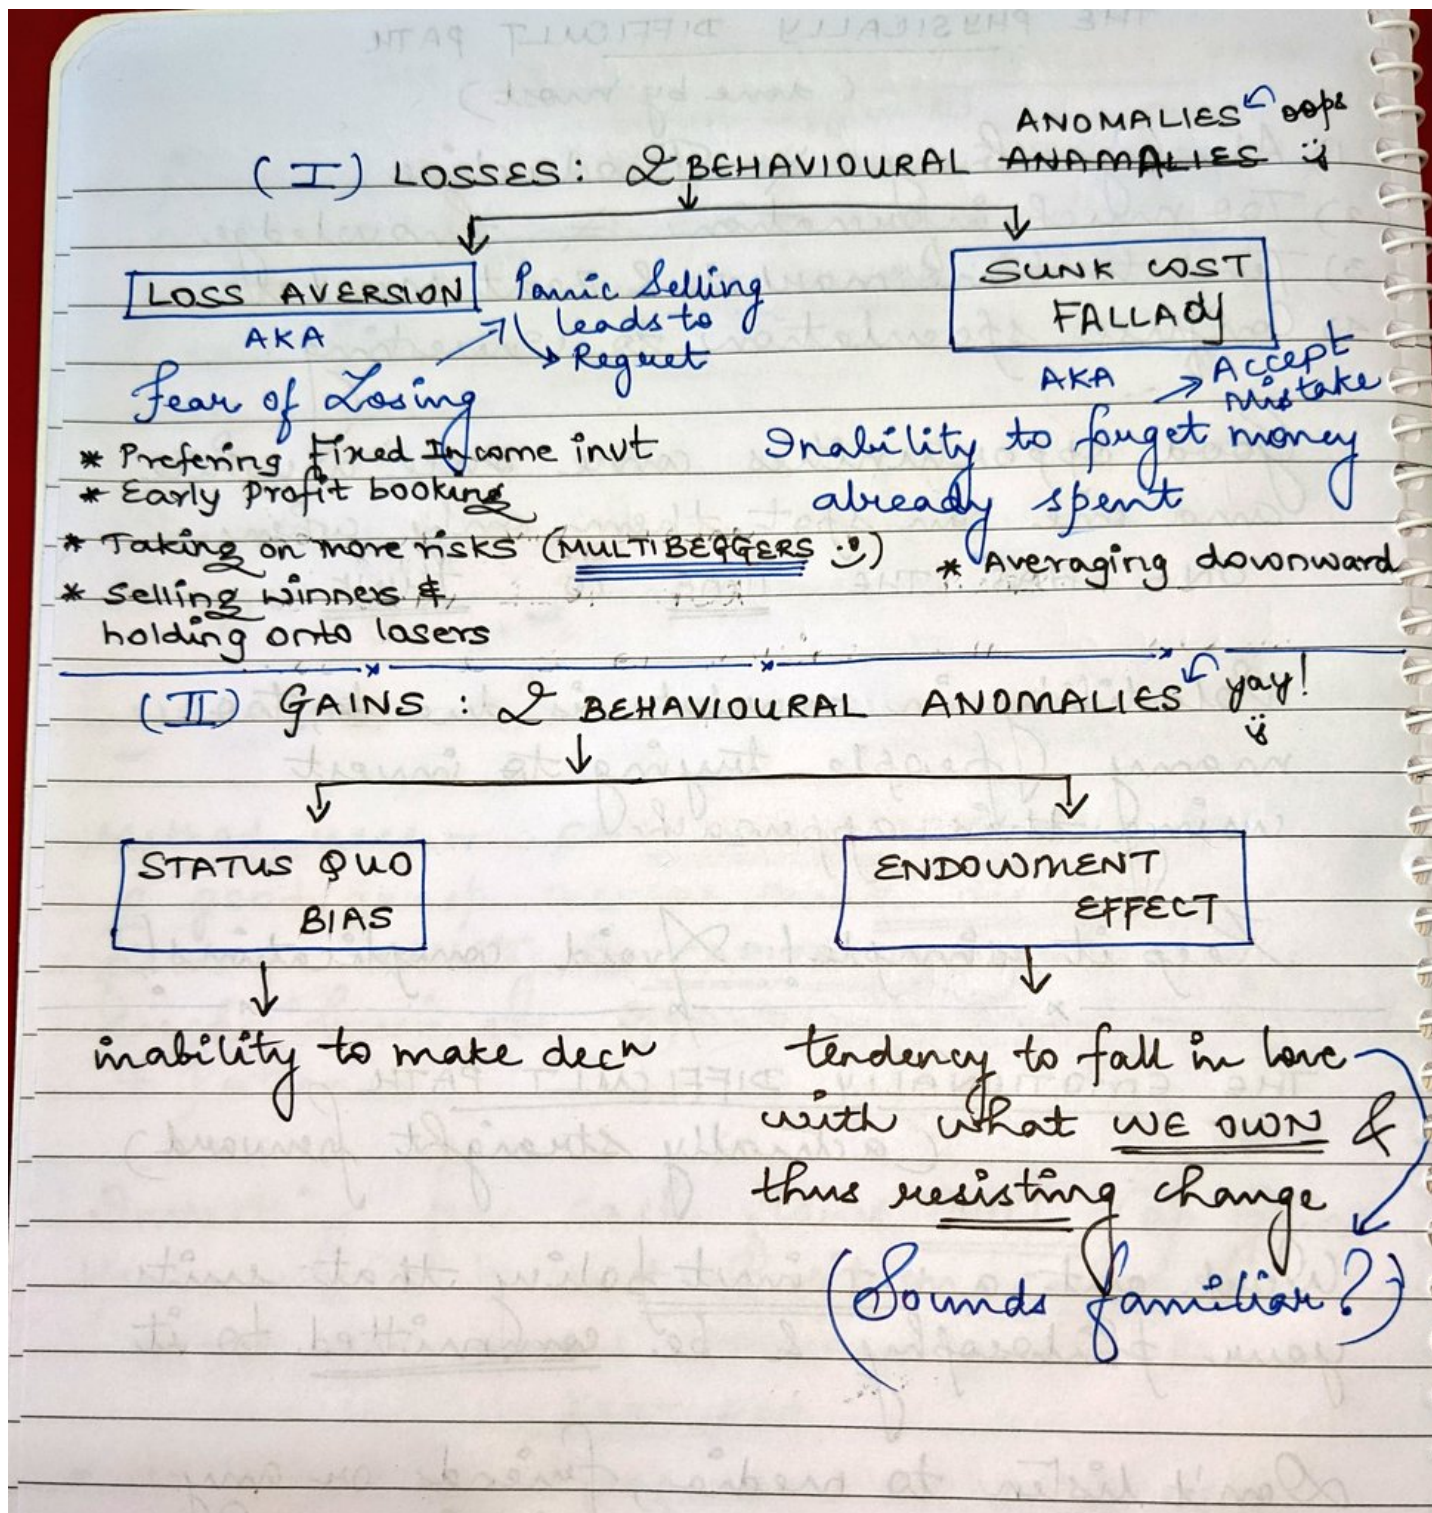 ANOMALIES oops
(I) LOSSES: 2 BEHAVIOURAL ANAMALIES
LOSS AVERSION
AKA
Fear of Losing
Panic Selling
leads to
Regret
* Prefering Fixed Income invt
* Early profit booking
* Taking on more risks (MULTIBEGGERS)
* Selling winners &
holding onto losers
SUNK COST
FALLACY
AKA
Accept
Mistake
Inability to forget money
already spent
* Averaging downward
(II) GAINS: 2 BEHAVIOURAL ANOMALIES yay!
STATUS QUO
BIAS
inability to make decn
ENDOWMENT
EFFECT
tendency to fall in love
with what WE OWN &
thus resisting change
(Sounds familiar?)